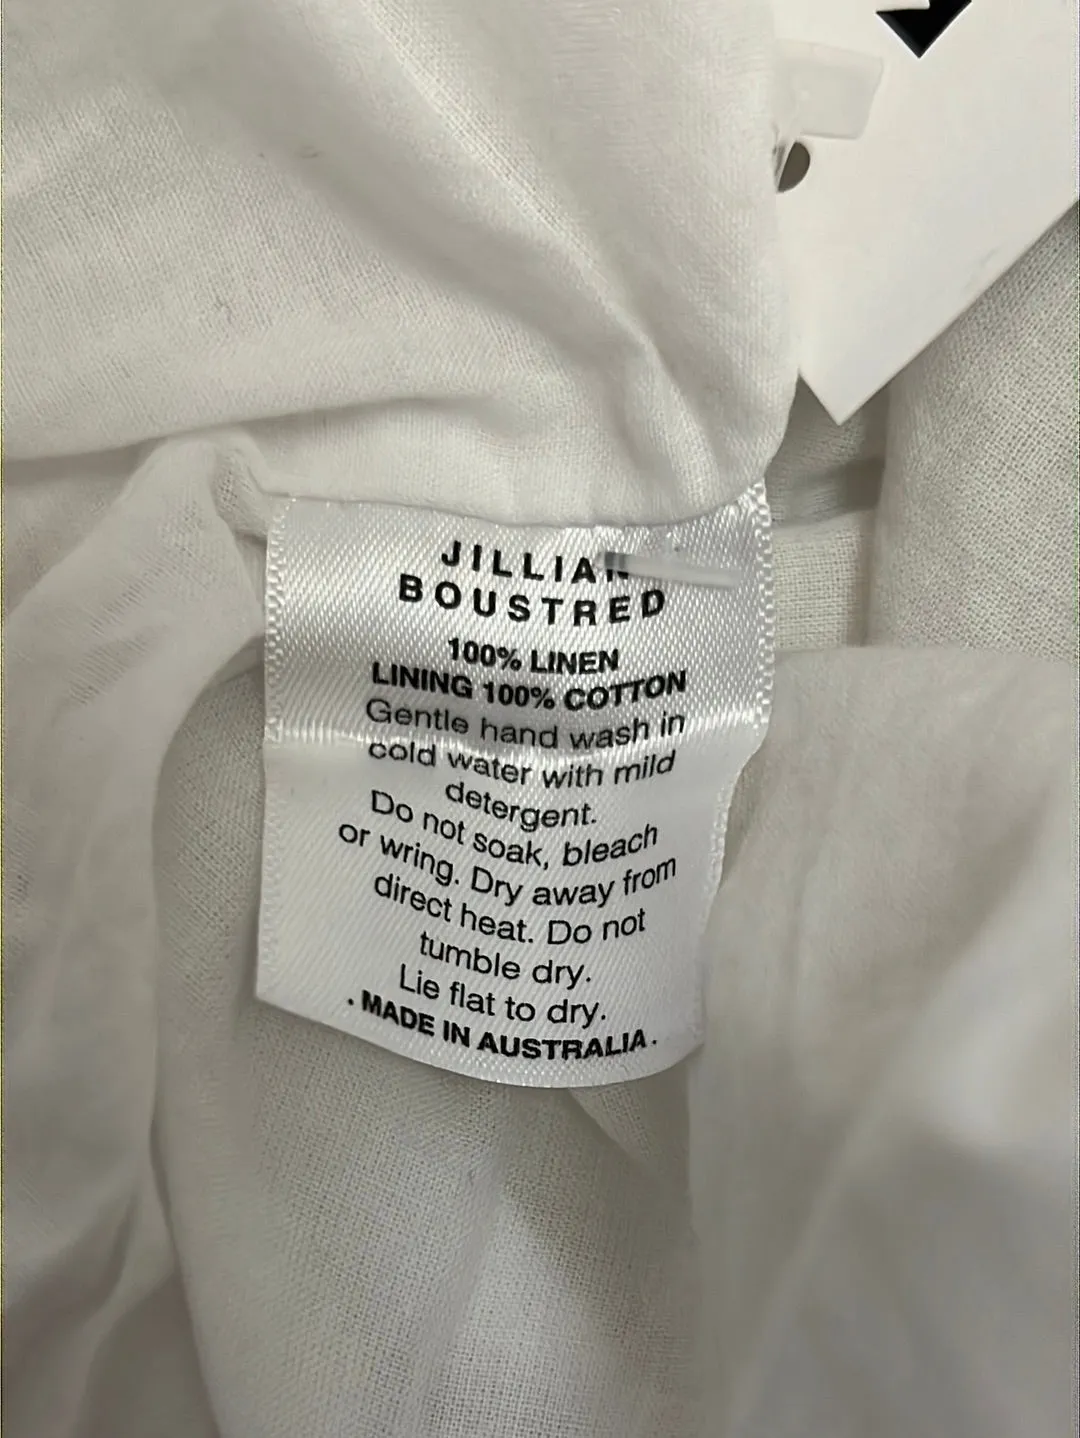 JILLIAN
BOUSTRED
100% LINEN
LINING 100% COTTON
Gentle hand wash in
cold water with mild
detergent.
Do not soak, bleach
or wring. Dry away from
direct heat. Do not
tumble dry.
Lie flat to dry.
. MADE IN AUSTRALIA.